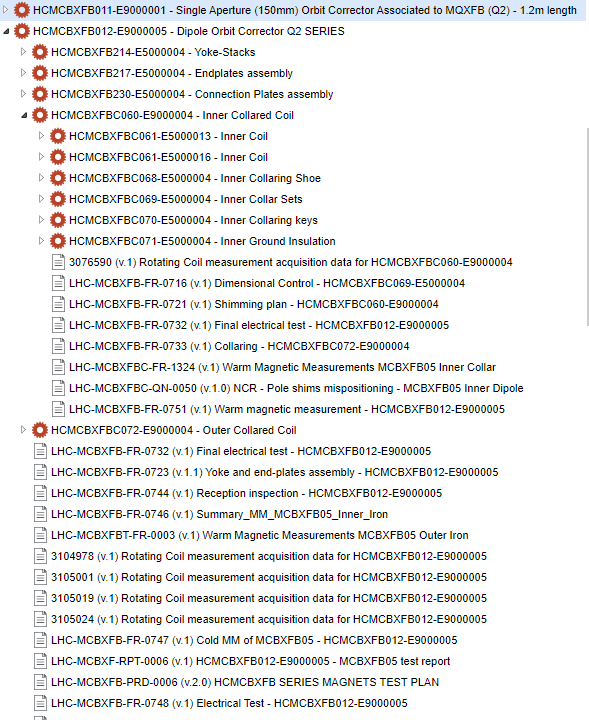 HCMCBXFB011-E9000001 - Single Aperture (150mm) Orbit Corrector Associated to MQXFB (Q2) - 1.2m length
HCMCBXFB012-E9000005 - Dipole Orbit Corrector Q2 SERIES
HCMCBXFB214-E5000004 - Yoke-Stacks
HCMCBXFB217-E5000004 - Endplates assembly
HCMCBXFB230-E5000004 - Connection Plates assembly
HCMCBXFBC060-E9000004 - Inner Collared Coil
HCMCBXFBC061-E5000013 - Inner Coil
HCMCBXFBC061-E5000016 - Inner Coil
HCMCBXFBC068-E5000004 - Inner Collaring Shoe
HCMCBXFBC069-E5000004 - Inner Collar Sets
HCMCBXFBC070-E5000004 - Inner Collaring keys
HCMCBXFBC071-E5000004 - Inner Ground Insulation
3076590 (v.1) Rotating Coil measurement acquisition data for HCMCBXFBC060-E9000004
LHC-MCBXFB-FR-0716 (v.1) Dimensional Control - HCMCBXFBC069-E5000004
LHC-MCBXFB-FR-0721 (v.1) Shimming plan - HCMCBXFBC060-E9000004
LHC-MCBXFB-FR-0732 (v.1) Final electrical test - HCMCBXFB012-E9000005
LHC-MCBXFB-FR-0733 (v.1) Collaring - HCMCBXFBC072-E9000004
LHC-MCBXFBC-FR-1324 (v.1) Warm Magnetic Measurements MCBXFB05 Inner Collar
LHC-MCBXFBC-QN-0050 (v.1.0) NCR - Pole shims mispositioning - MCBXFB05 Inner Dipole
LHC-MCBXFB-FR-0751 (v.1) Warm magnetic measurement - HCMCBXFB012-E9000005
HCMCBXFBC072-E9000004 - Outer Collared Coil
LHC-MCBXFB-FR-0732 (v.1) Final electrical test - HCMCBXFB012-E9000005
LHC-MCBXFB-FR-0723 (v.1.1) Yoke and end-plates assembly - HCMCBXFB012-E9000005
LHC-MCBXFB-FR-0744 (v.1) Reception inspection - HCMCBXFB012-E9000005
LHC-MCBXFB-FR-0746 (v.1) Summary_MM_MCBXFB05_Inner_Iron
LHC-MCBXFBT-FR-0003 (v.1) Warm Magnetic Measurements MCBXFB05 Outer Iron
3104978 (v.1) Rotating Coil measurement acquisition data for HCMCBXFB012-E9000005
3105001 (v.1) Rotating Coil measurement acquisition data for HCMCBXFB012-E9000005
3105019 (v.1) Rotating Coil measurement acquisition data for HCMCBXFB012-E9000005
3105024 (v.1) Rotating Coil measurement acquisition data for HCMCBXFB012-E9000005
LHC-MCBXFB-FR-0747 (v.1) Cold MM of MCBXFB05 - HCMCBXFB012-E9000005
LHC-MCBXF-RPT-0006 (v.1) HCMCBXFB012-E9000005 - MCBXFB05 test report
LHC-MCBXFB-PRD-0006 (v.2.0) HCMCBXFB SERIES MAGNETS TEST PLAN
LHC-MCBXFB-FR-0748 (v.1) Electrical Test - HCMCBXFB012-E9000005